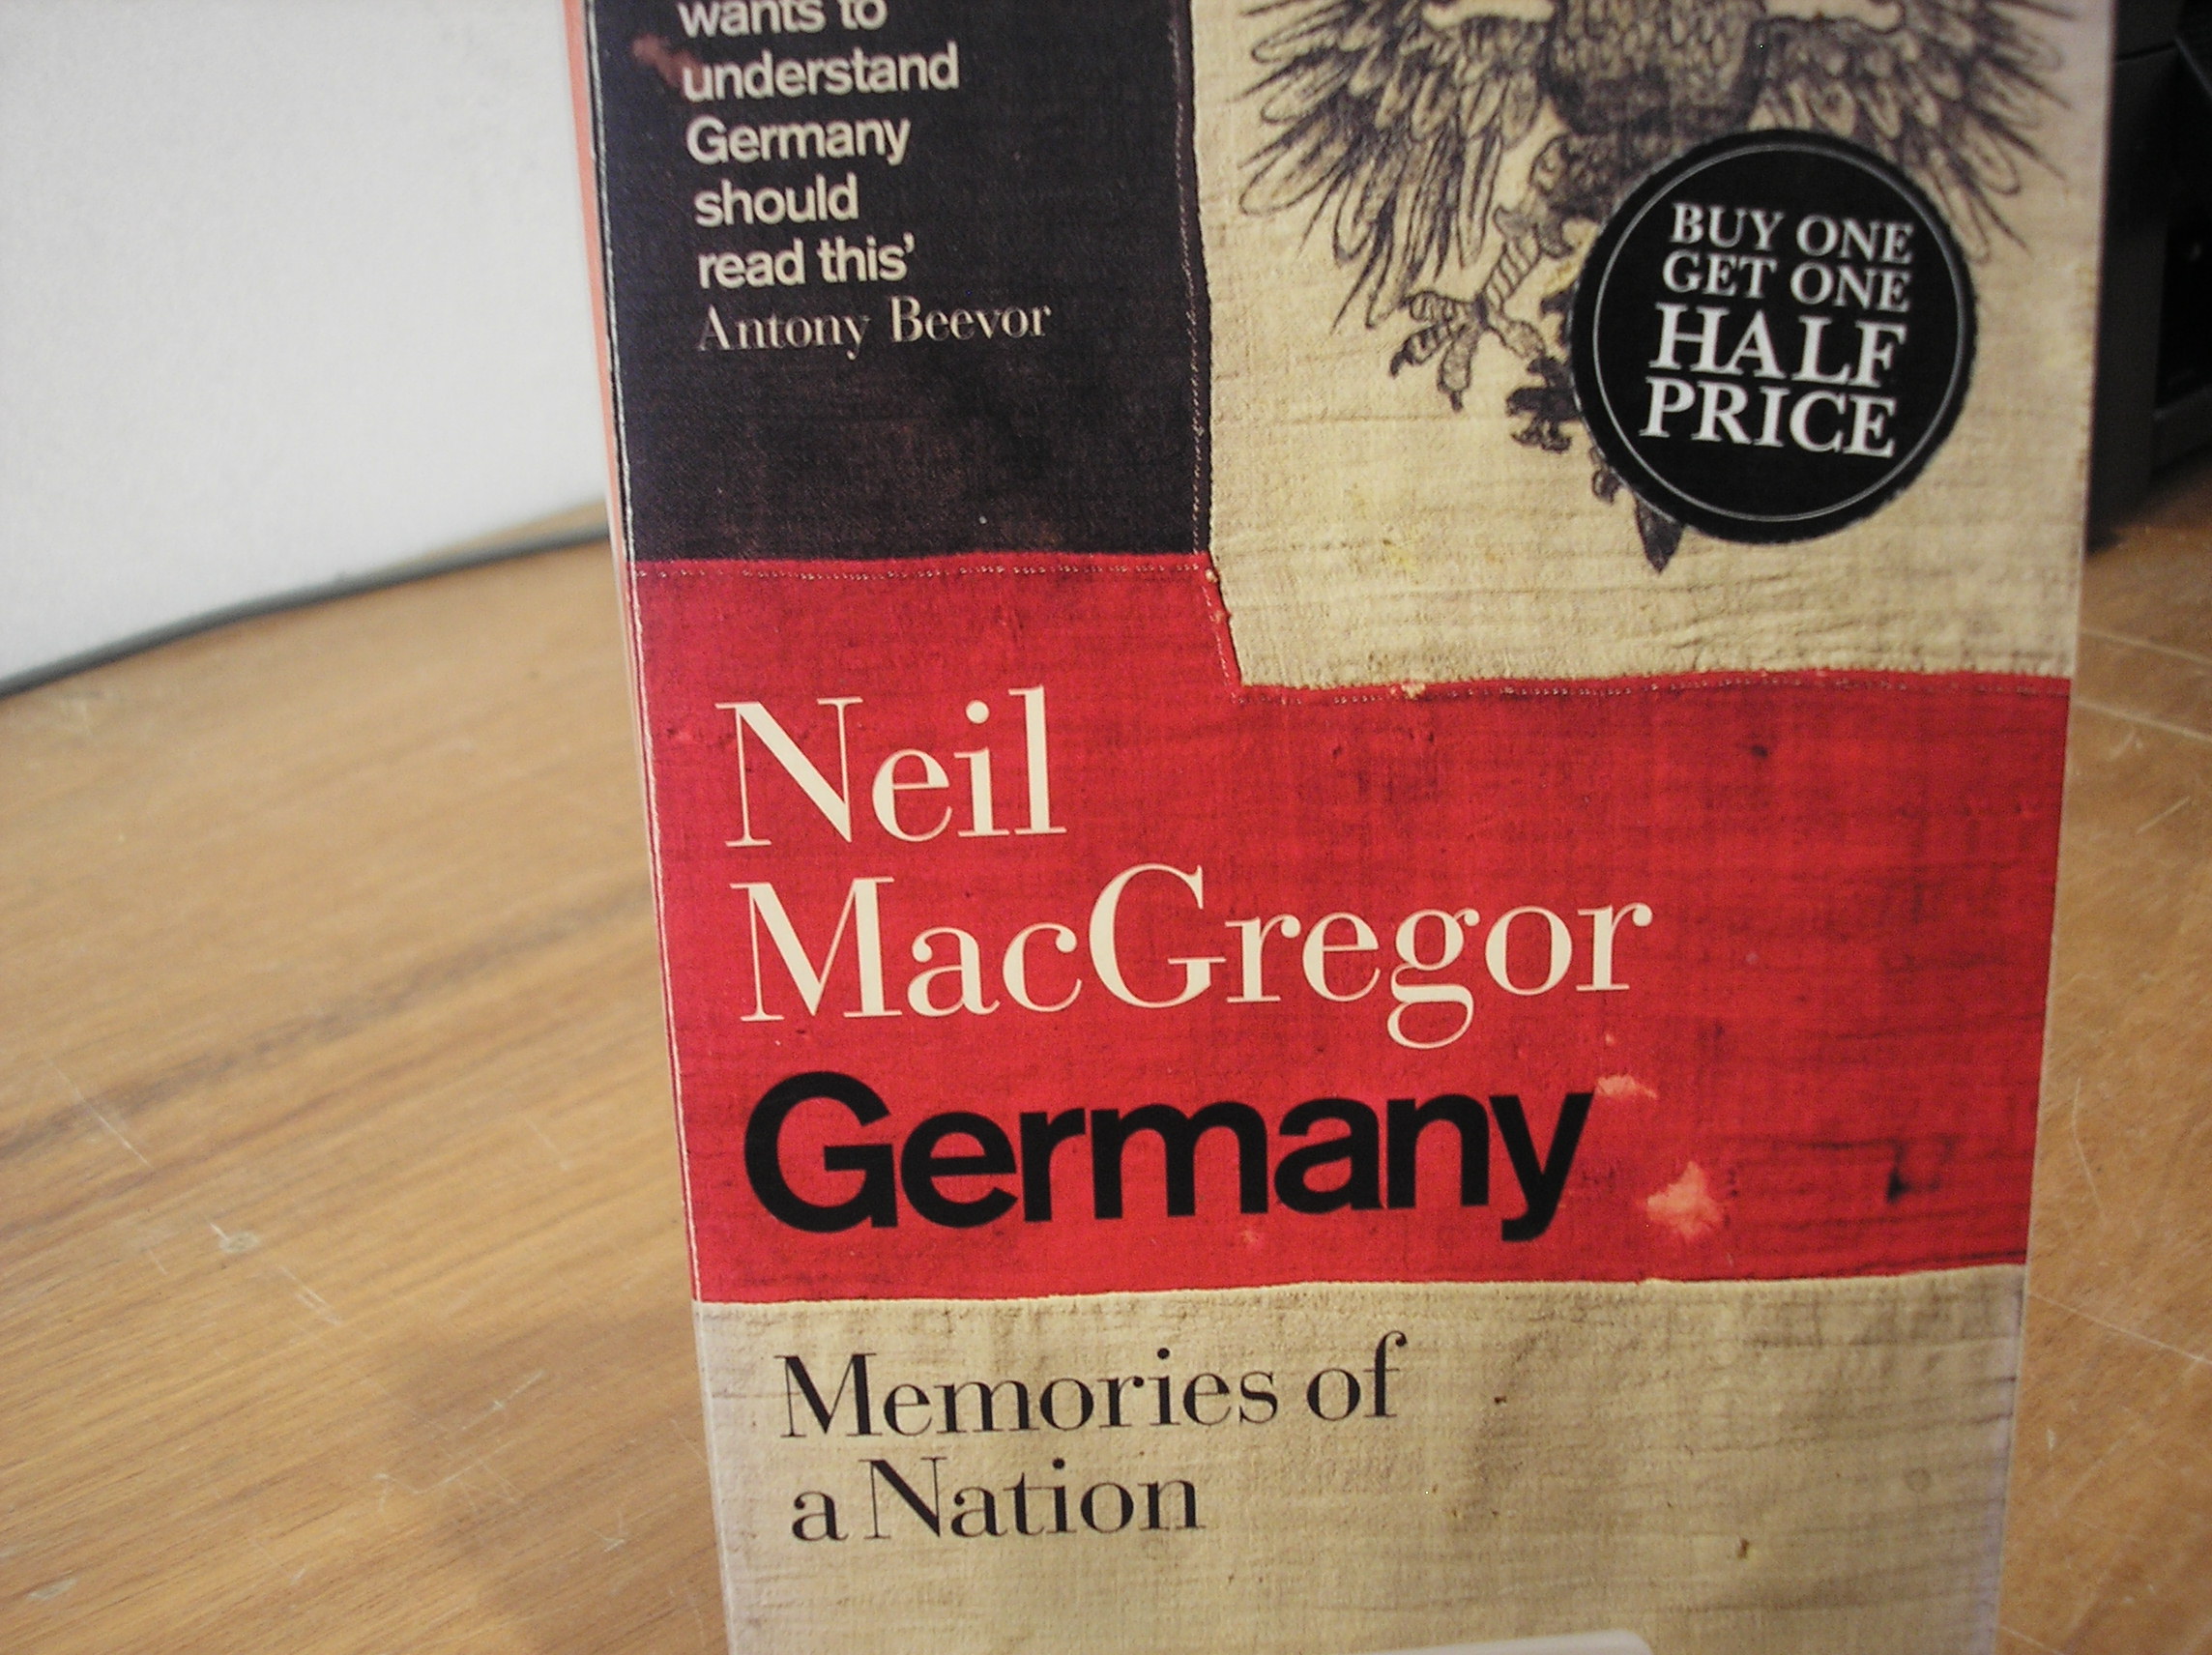 wants to
understand
Germany
should
read this’
Antony Beevor
BUY ONE
GET ONE
HALF
PRICE
Neil
MacGregor
Germany
Memories of
a Nation